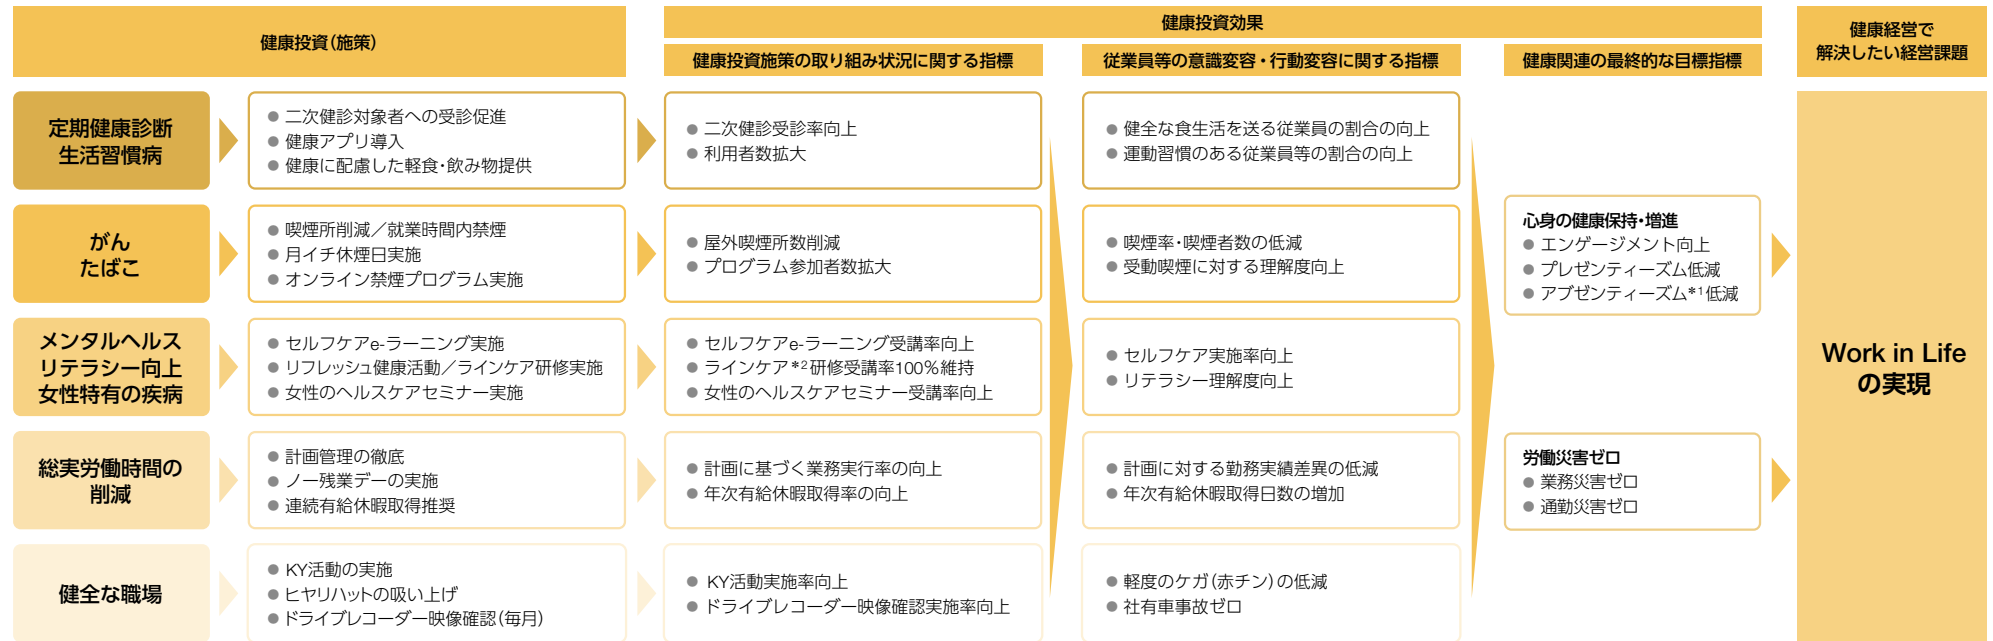 健康投資（施策）
健康投資効果
健康投資施策の取り組み状況に関する指標
従業員等の意識変容・行動変容に関する指標
健康関連の最終的な目標指標
健康経営で
解決したい経営課題
定期健康診断
生活習慣病
● 二次健診対象者への受診促進
● 健康アプリ導入
● 健康に配慮した軽食・飲み物提供
● 二次健診受診率向上
● 利用者数拡大
● 健全な食生活を送る従業員の割合の向上
● 運動習慣のある従業員等の割合の向上
がん
たばこ
● 喫煙所削減／就業時間内禁煙
● 月イチ休煙日実施
● オンライン禁煙プログラム実施
● 屋外喫煙所数削減
● プログラム参加者数拡大
● 喫煙率・喫煙者数の低減
● 受動喫煙に対する理解度向上
メンタルヘルス
リテラシー向上
女性特有の疾病
● セルフケアe-ラーニング実施
● リフレッシュ健康活動／ラインケア研修実施
● 女性のヘルスケアセミナー実施
● セルフケアe-ラーニング受講率向上
● ラインケア*2研修受講率100％維持
● 女性のヘルスケアセミナー受講率向上
● セルフケア実施率向上
● リテラシー理解度向上
総実労働時間の
削減
● 計画管理の徹底
● ノー残業デーの実施
● 連続有給休暇取得推奨
● 計画に基づく業務実行率の向上
● 年次有給休暇取得率の向上
● 計画に対する勤務実績差異の低減
● 年次有給休暇取得日数の増加
健全な職場
● KY活動の実施
● ヒヤリハットの吸い上げ
● ドライブレコーダー映像確認（毎月）
● KY活動実施率向上
● ドライブレコーダー映像確認実施率向上
● 軽度のケガ（赤チン）の低減
● 社有車事故ゼロ
心身の健康保持・増進
● エンゲージメント向上
● プレゼンティーズム低減
● アブゼンティーズム*1低減
労働災害ゼロ
● 業務災害ゼロ
● 通勤災害ゼロ
Work in Life
の実現